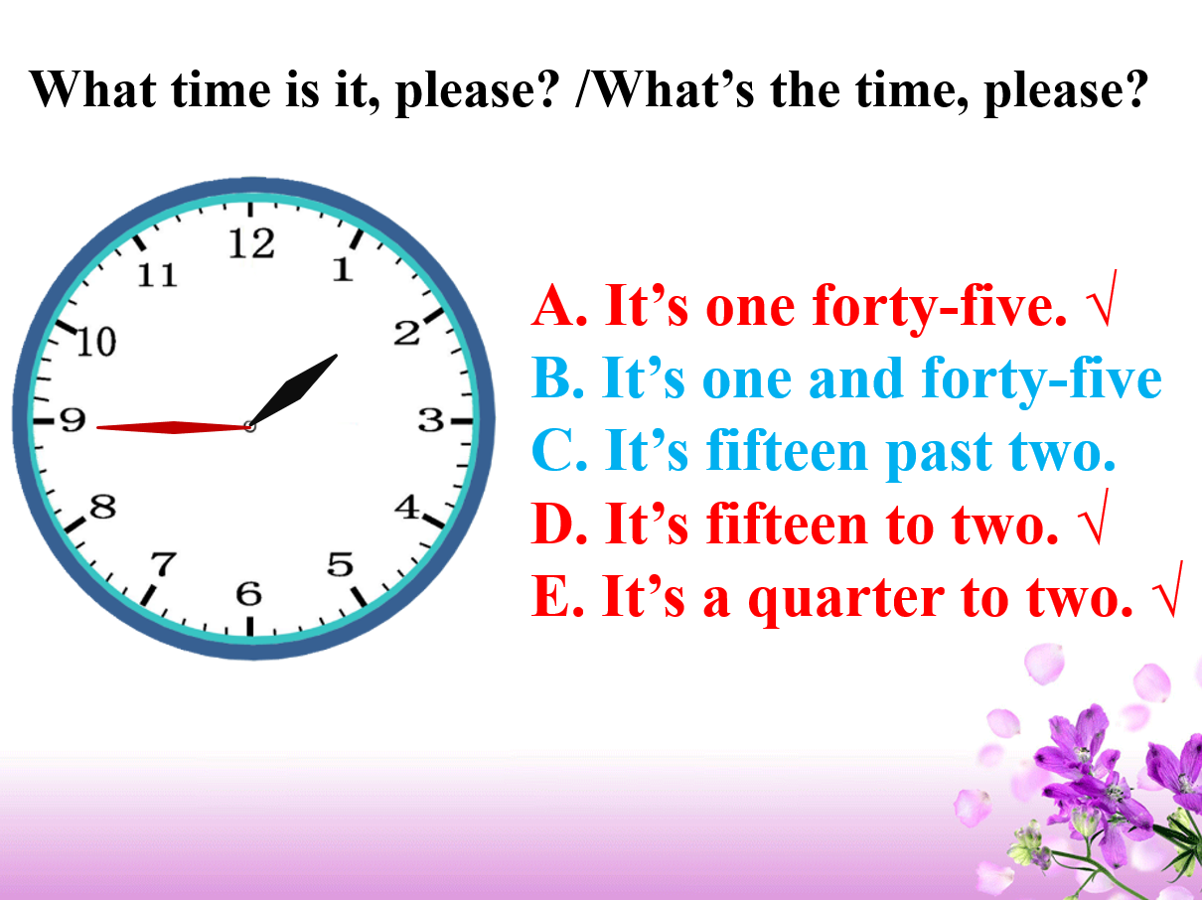 What time is it, please? /What’s the time, please?
12
11
1
10
2
9
3
8
4
7
5
6
A. It’s one forty-five. √
B. It’s one and forty-five
C. It’s fifteen past two.
D. It’s fifteen to two. √
E. It’s a quarter to two. √